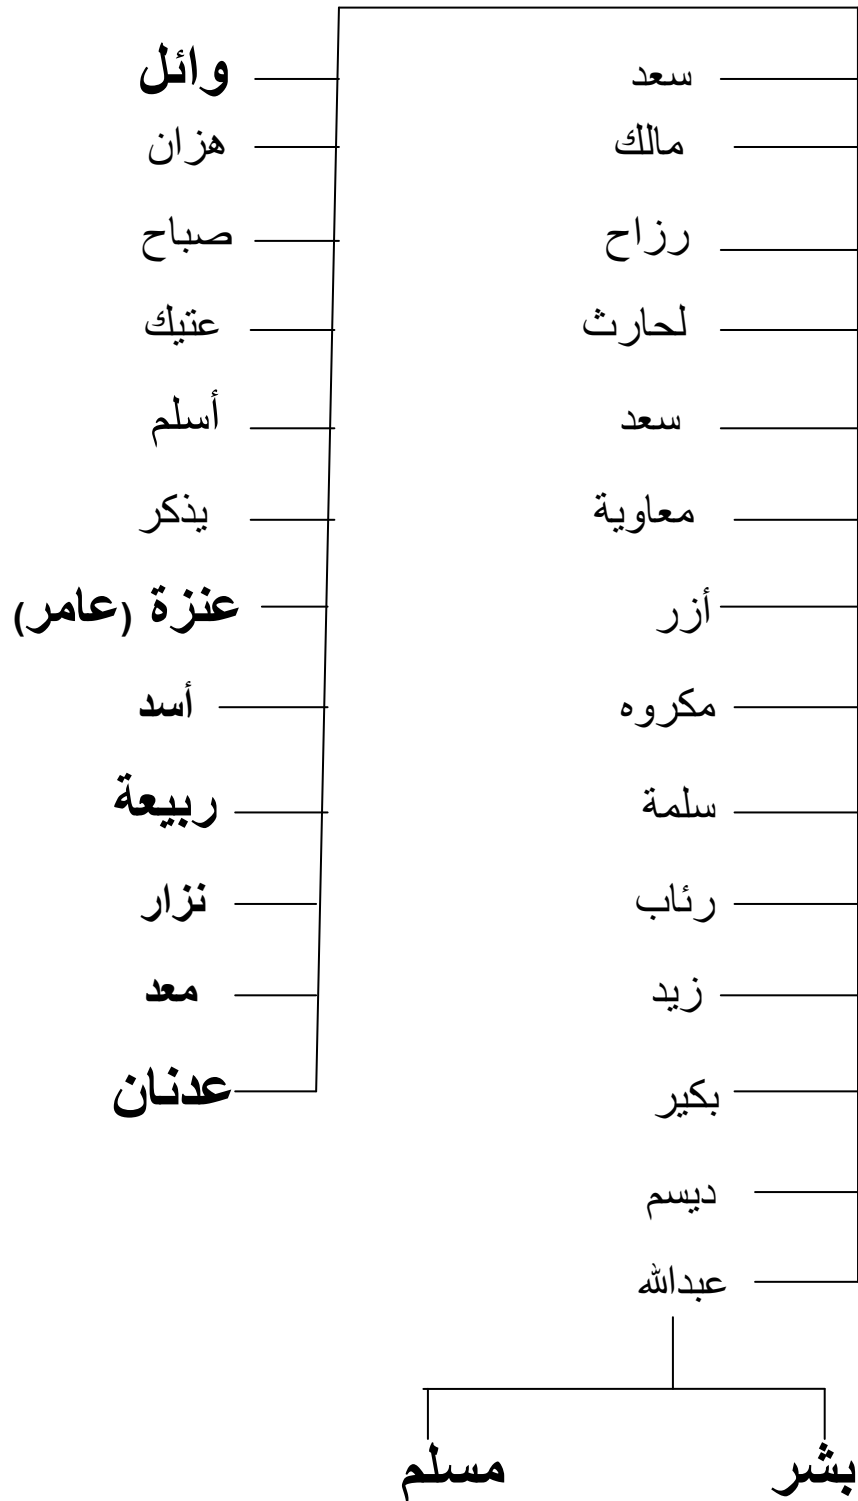 سعد
مالك
رزاح
لحارث
سعد
معاوية
أزر
مكروه
سلمة
رئاب
زيد
بكير
ديسم
عبدالله
وائل
هزان
صباح
عتيك
أسلم
يذكر
عنزة (عامر)
أسد
ربيعة
نزار
معد
عدنان
بشر
مسلم